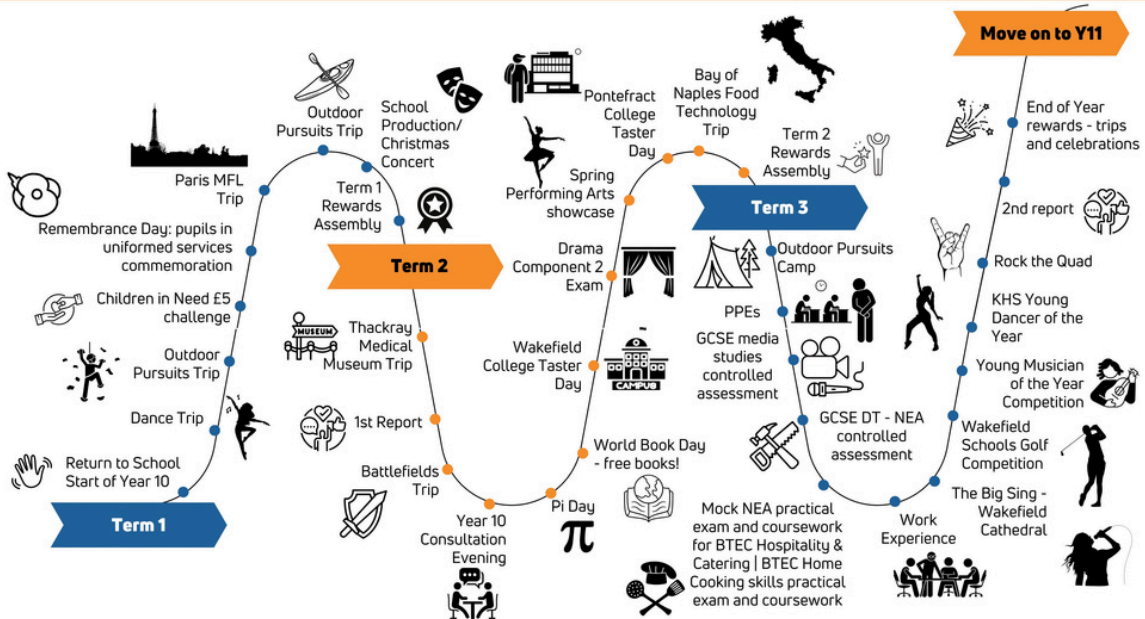 Term 1
Return to School
Start of Year 10
Dance Trip
Outdoor
Pursuits Trip
Children in Need £5
challenge
Remembrance Day: pupils in
uniformed services
commemoration
Paris MFL
Trip
Outdoor
Pursuits Trip
School
Production/
Christmas
Concert
Term 1
Rewards
Assembly
Term 2
MUSEUM
Thackray
Medical
Museum Trip
1st Report
Battlefields
Trip
Year 10
Consultation
Evening
Pi Day
π
World Book Day
- free books!
Wakefield
College Taster
Day
CAMPUS
Drama
Component 2
Exam
Spring
Performing Arts
showcase
Pontefract
College
Taster
Day
Bay of
Naples Food
Technology
Trip
Term 2
Rewards
Assembly
Term 3
Outdoor Pursuits
Camp
PPEs
GCSE media
studies
controlled
assessment
GCSE DT - NEA
controlled
assessment
Mock NEA practical
exam and coursework
for BTEC Hospitality &
Catering | BTEC Home
Cooking skills practical
exam and coursework
Work
Experience
The Big Sing -
Wakefield
Cathedral
Wakefield
Schools Golf
Competition
Young Musician
of the Year
Competition
KHS Young
Dancer of the
Year
Rock the Quad
2nd report
End of Year
rewards - trips
and celebrations
Move on to Y11